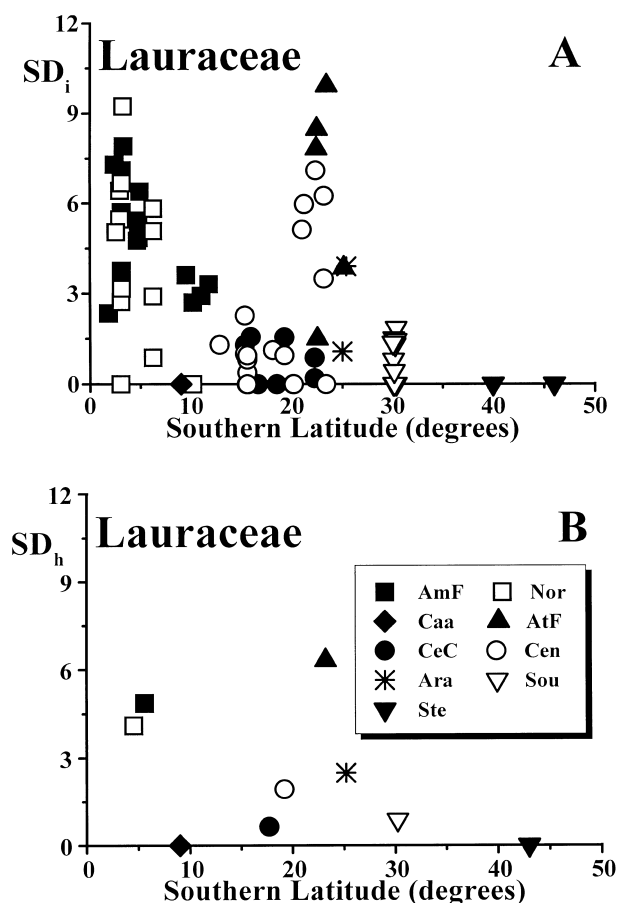 12
Lauraceae
A
SDi
9
6
3
0
0 10 20 30 40 50
Southern Latitude (degrees)
12
Lauraceae
B
SDh
9
AmF Nor
Caa AtF
6
CeC Cen
Ara Sou
Ste
3
0
0 10 20 30 40 50
Southern Latitude (degrees)